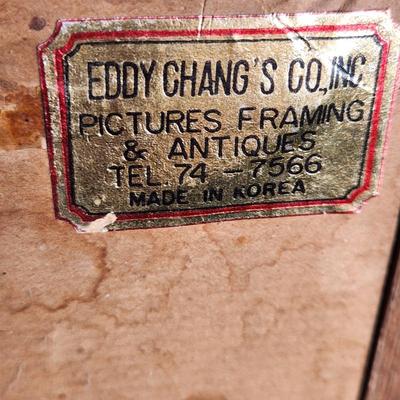 EDDY CHANG'S CO., INC
PICTURES FRAMING
& ANTIQUES
TEL. 74-7566
MADE IN KOREA